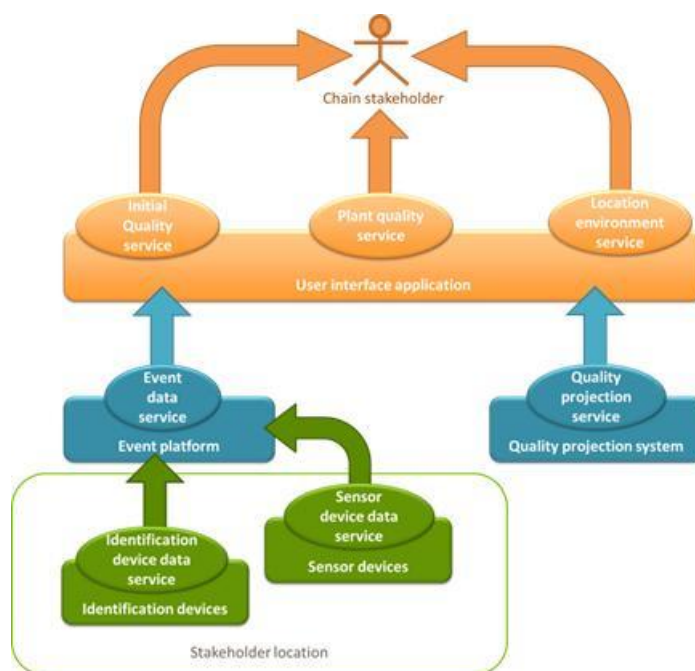 Chain stakeholder
Initial
Quality
service
Plant quality
service
Location
environment
service
User interface application
Event
data
service
Event platform
Quality
projection
service
Quality projection system
Sensor
device data
service
Sensor devices
Identification
device data
service
Identification devices
Stakeholder location